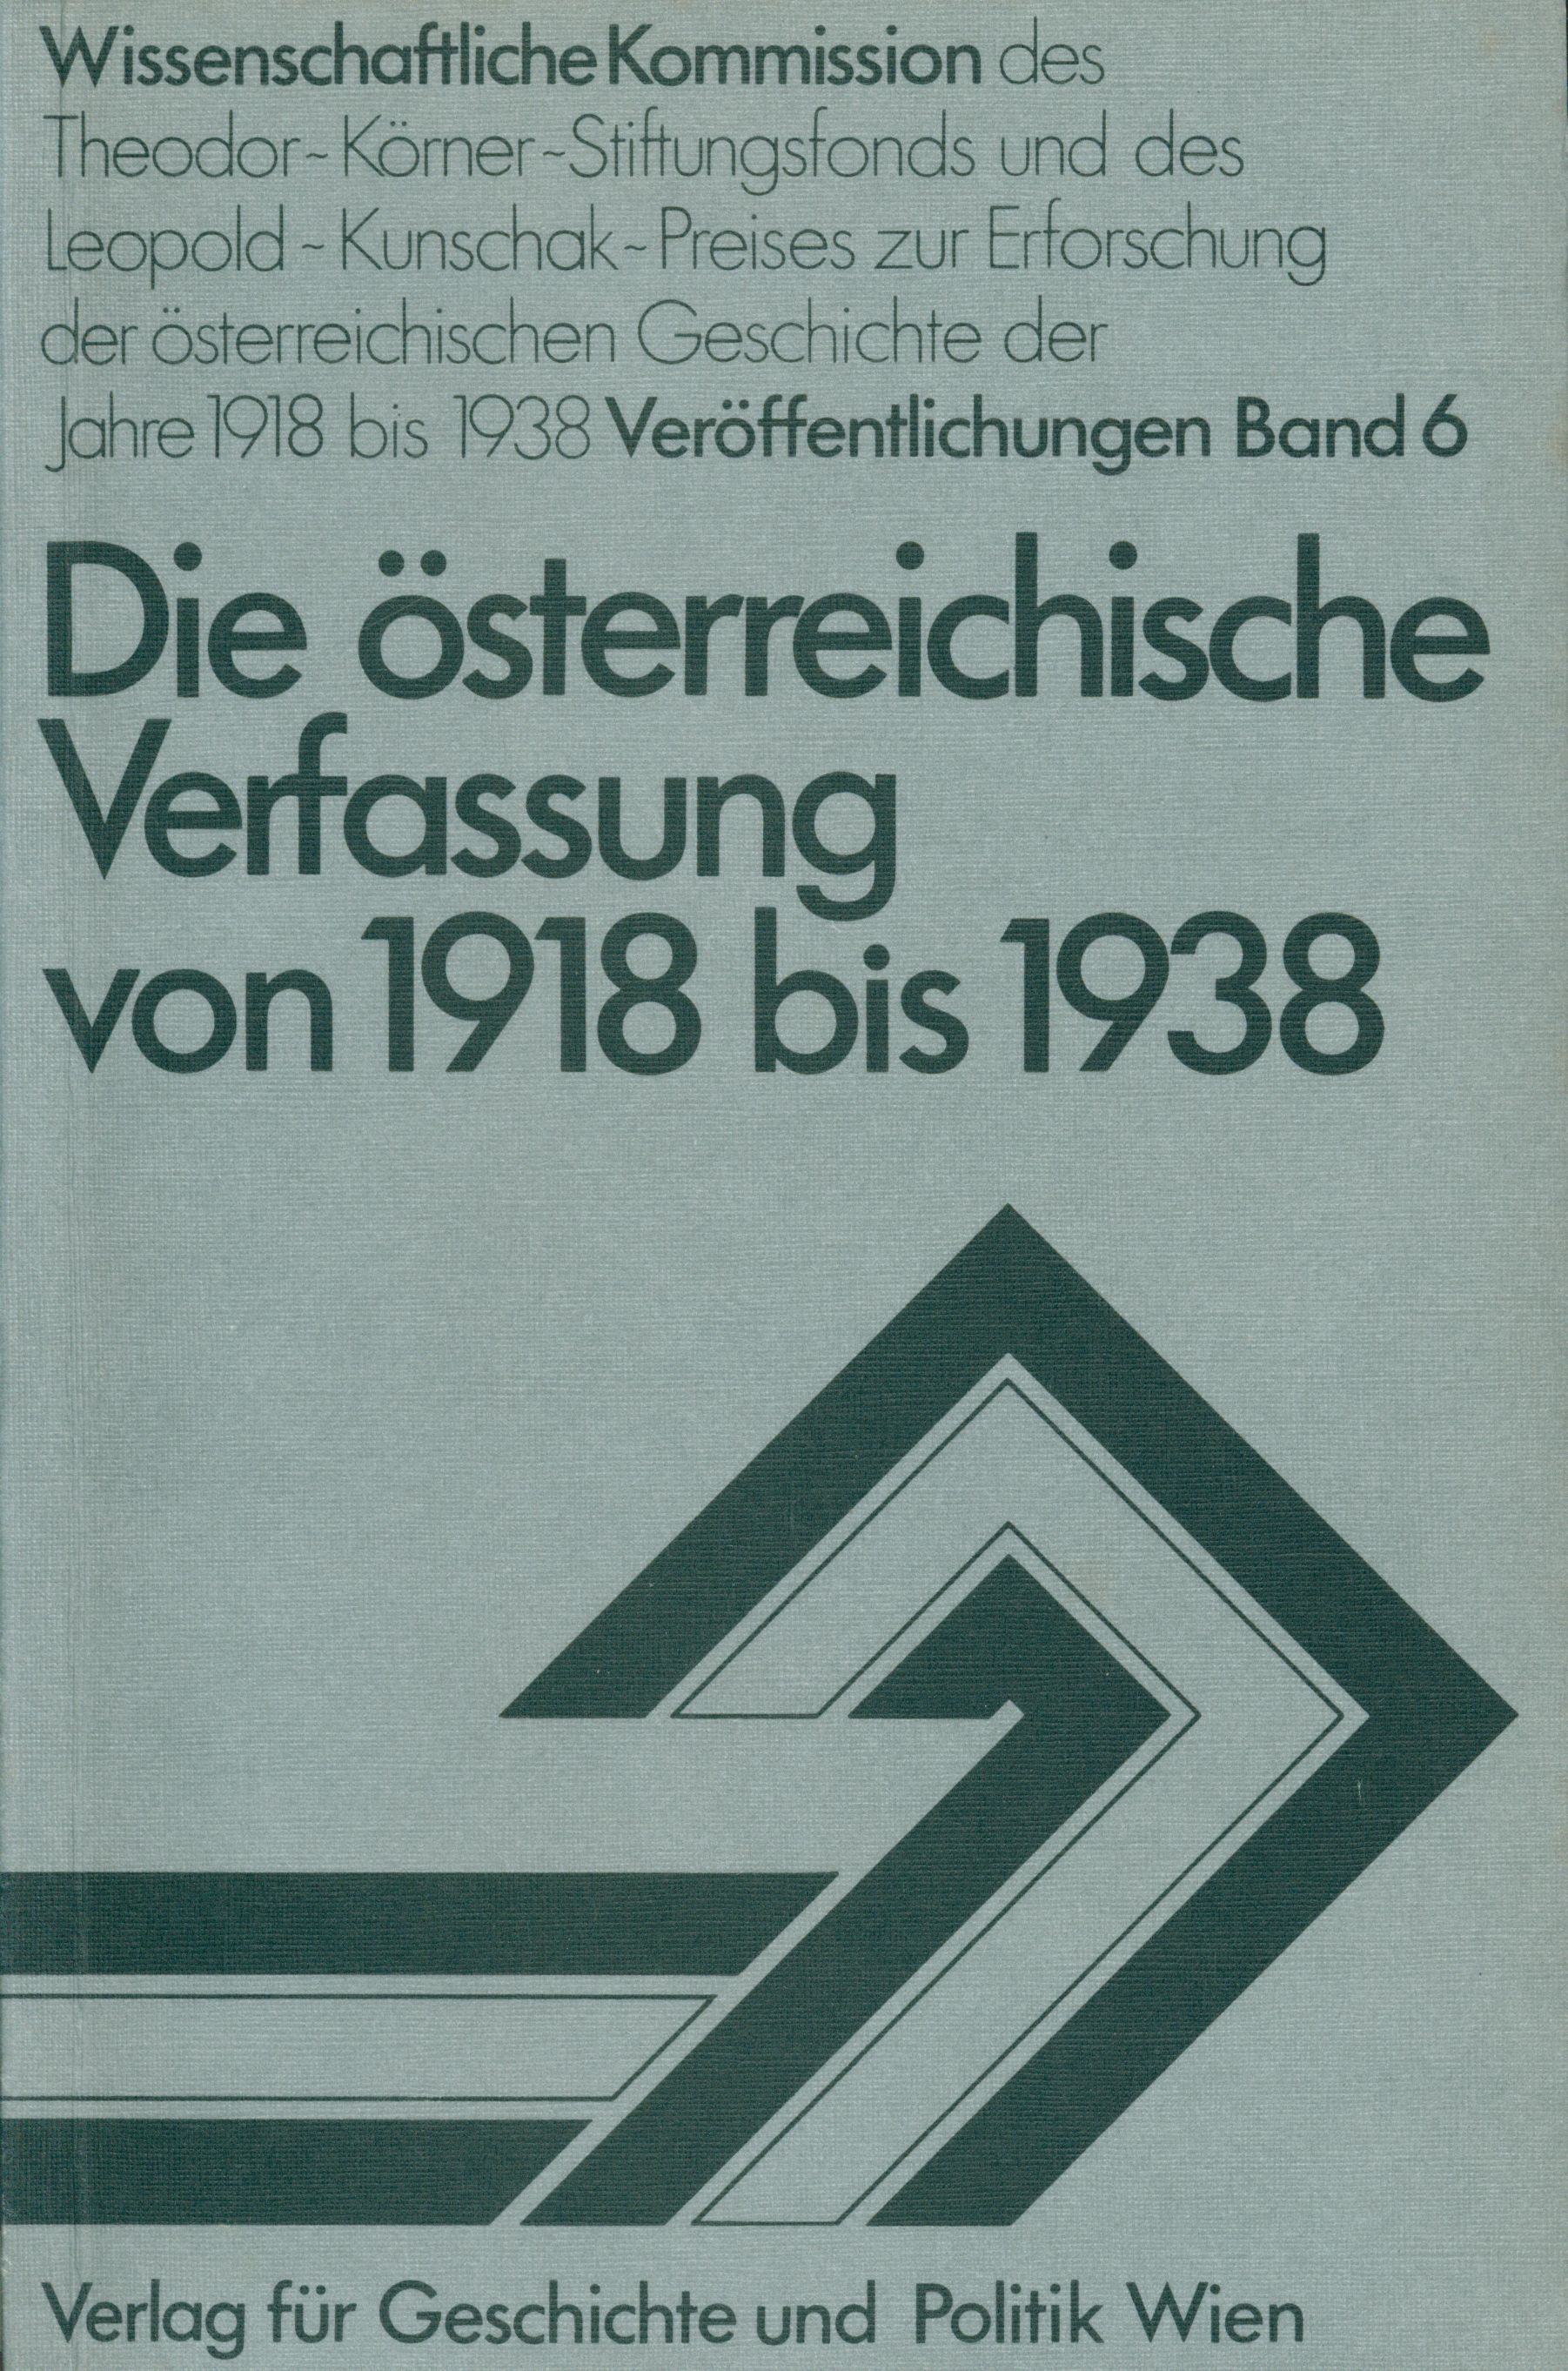 Wissenschaftliche Kommission des
Theodor-Körner-Stiftungsfonds und des
Leopold-Kunschak-Preises zur Erforschung
der österreichischen Geschichte der
Jahre 1918 bis 1938 Veröffentlichungen Band 6
Die österreichische
Verfassung
von 1918 bis 1938
Verlag für Geschichte und Politik Wien